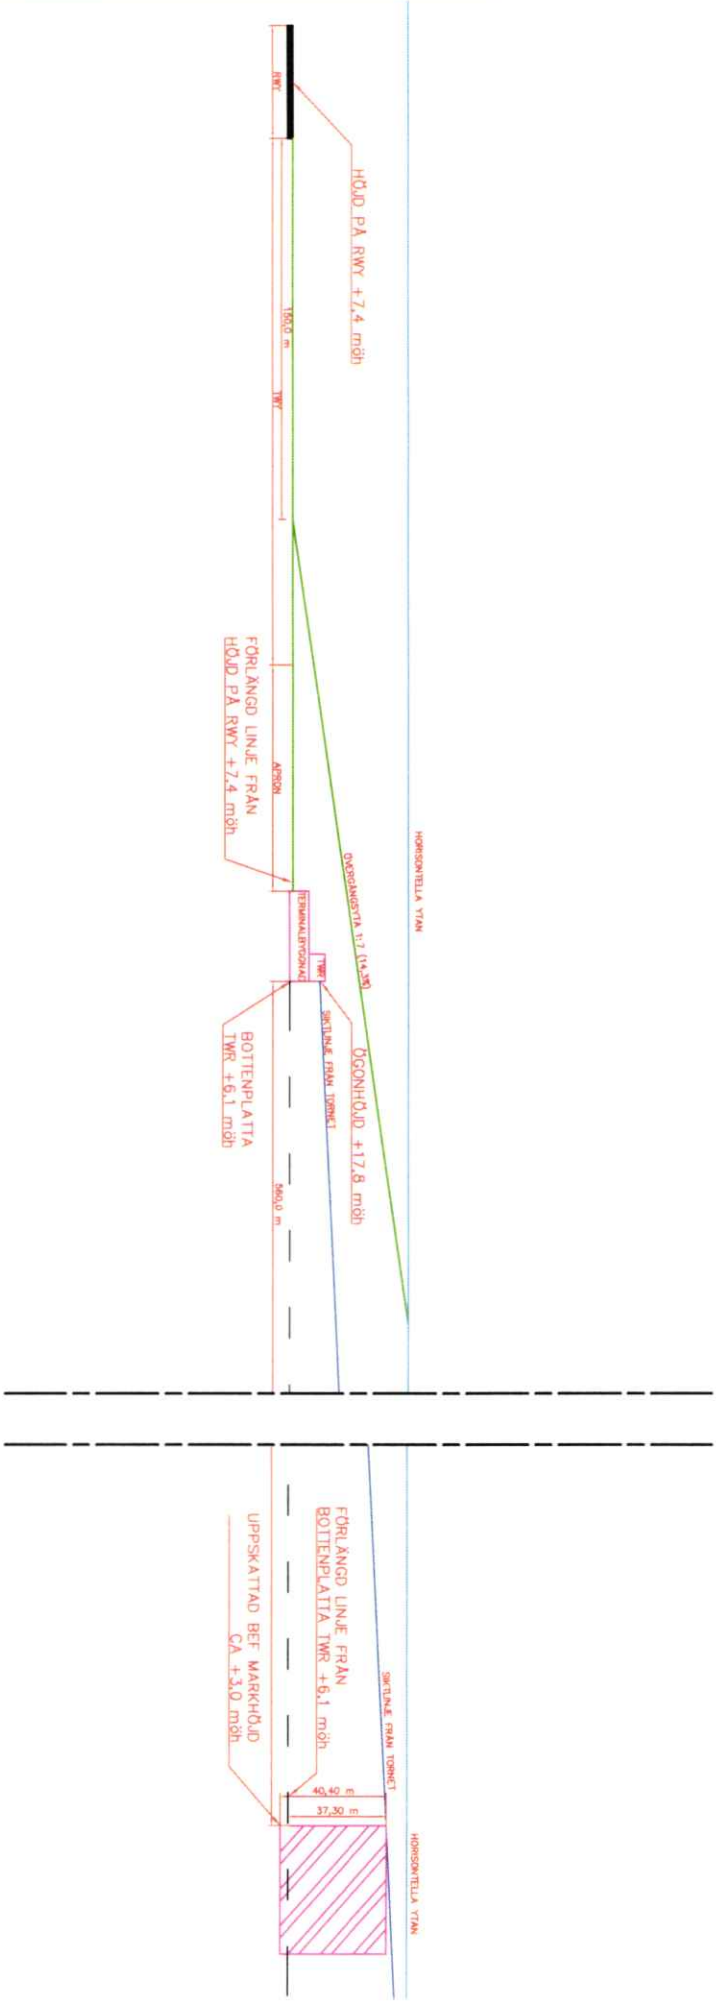 RWY
HÖJD PÅ RWY +7,4 möh
150,0 m
TWY
FÖRLÄNGD LINJE FRÅN
HÖJD PÅ RWY +7,4 möh
APRON
HORISONTELLA YTAN
ÖVERGÅNGSYTA 1:7 (14,3%)
TERMINALBYGGNAD
TWR
SIKTLINJE FRÅN TORNET
ÖGONHÖJD +17,8 möh
BOTTENPLATTA
TWR +6,1 möh
560,0 m
FÖRLÄNGD LINJE FRÅN
BOTTENPLATTA TWR +6,1 möh
UPPSKATTAD BEF MARKHÖJD
CA +3,0 möh
SIKTLINJE FRÅN TORNET
40,40 m
37,30 m
HORISONTELLA YTAN